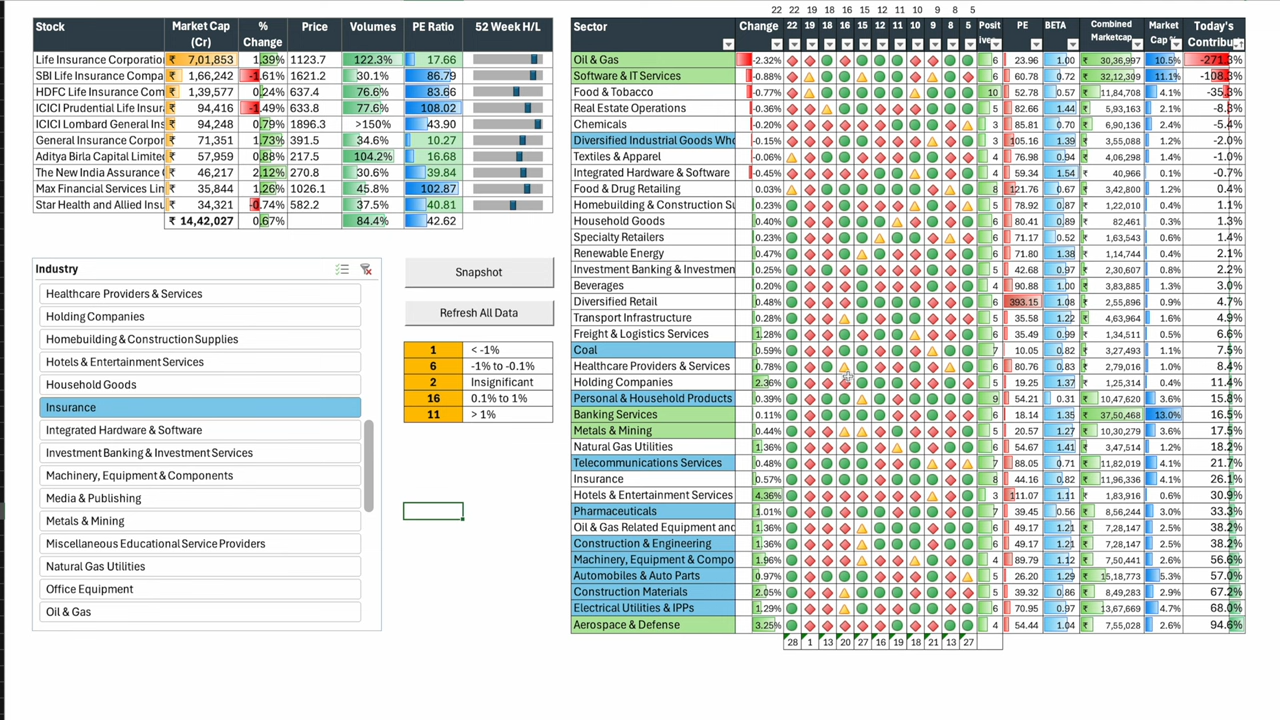 Stock Market Cap (Cr) % Change Price Volumes PE Ratio 52 Week H/L
Life Insurance Corporatio ₹ 7,01,853 1.39% 1123.7 122.3% 17.66
SBI Life Insurance Compa ₹ 1,66,242 -1.61% 1621.2 30.1% 86.79
HDFC Life Insurance Com ₹ 1,39,577 0.24% 637.4 76.6% 83.66
ICICI Prudential Life Insur ₹ 94,416 -1.49% 633.8 77.6% 108.02
ICICI Lombard General Ins ₹ 94,248 0.79% 1896.3 >150% 43.90
General Insurance Corpor ₹ 71,351 1.73% 391.5 34.6% 10.27
Aditya Birla Capital Limite ₹ 57,959 0.88% 217.5 104.2% 16.68
The New India Assurance ₹ 46,217 2.12% 270.8 30.6% 39.84
Max Financial Services Lin ₹ 35,844 1.26% 1026.1 45.8% 102.87
Star Health and Allied Insu ₹ 34,321 -0.74% 582.2 37.5% 40.81
₹ 14,42,027 0.67% 84.4% 42.62
Industry
Healthcare Providers & Services
Holding Companies
Homebuilding & Construction Supplies
Hotels & Entertainment Services
Household Goods
Insurance
Integrated Hardware & Software
Investment Banking & Investment Services
Machinery, Equipment & Components
Media & Publishing
Metals & Mining
Miscellaneous Educational Service Providers
Natural Gas Utilities
Office Equipment
Oil & Gas
Snapshot
Refresh All Data
1 < -1%
6 -1% to -0.1%
2 Insignificant
16 0.1% to 1%
11 > 1%
22 22 19 18 16 15 12 11 10 9 8 5
Sector Change 22 19 18 16 15 12 11 10 9 8 5 Posit ive PE BETA Combined Marketcap Market Cap % Today's Contribu
Oil & Gas -2.32% 6 23.96 1.00 ₹ 30,36,997 10.5% -271.3%
Software & IT Services -0.88% 6 60.78 0.72 ₹ 32,12,309 11.1% -108.3%
Food & Tobacco -0.77% 10 52.78 0.57 ₹ 11,84,708 4.1% -35.3%
Real Estate Operations -0.36% 5 82.66 1.44 ₹ 5,93,163 2.1% -8.3%
Chemicals -0.20% 3 85.81 0.70 ₹ 6,90,136 2.4% -5.4%
Diversified Industrial Goods Who -0.15% 3 105.16 1.39 ₹ 3,55,088 1.2% -2.0%
Textiles & Apparel -0.06% 4 76.98 0.94 ₹ 4,06,298 1.4% -1.0%
Integrated Hardware & Software -0.45% 4 59.34 1.54 ₹ 40,966 0.1% -0.7%
Food & Drug Retailing 0.03% 8 121.76 0.67 ₹ 3,42,800 1.2% 0.4%
Homebuilding & Construction Su 0.23% 5 78.92 0.87 ₹ 1,22,010 0.4% 1.1%
Household Goods 0.40% 6 80.41 0.89 ₹ 82,461 0.3% 1.3%
Specialty Retailers 0.23% 6 71.17 0.52 ₹ 1,63,543 0.6% 1.4%
Renewable Energy 0.47% 6 71.80 1.38 ₹ 1,14,744 0.4% 2.1%
Investment Banking & Investmen 0.25% 5 42.68 0.97 ₹ 2,30,607 0.8% 2.2%
Beverages 0.20% 4 90.88 1.00 ₹ 3,83,885 1.3% 3.0%
Diversified Retail 0.48% 6 393.15 1.08 ₹ 2,55,896 0.9% 4.7%
Transport Infrastructure 0.28% 5 35.58 1.22 ₹ 4,63,964 1.6% 4.9%
Freight & Logistics Services 1.28% 6 35.49 0.99 ₹ 1,34,511 0.5% 6.6%
Coal 0.59% 7 10.05 0.82 ₹ 3,27,493 1.1% 7.5%
Healthcare Providers & Services 0.78% 6 80.76 0.83 ₹ 2,79,016 1.0% 8.4%
Holding Companies 2.36% 5 19.25 1.37 ₹ 1,25,314 0.4% 11.4%
Personal & Household Products 0.39% 9 54.21 0.31 ₹ 10,47,620 3.6% 15.8%
Banking Services 0.11% 6 18.14 1.35 ₹ 37,50,468 13.0% 16.5%
Metals & Mining 0.44% 5 20.57 1.27 ₹ 10,30,279 3.6% 17.5%
Natural Gas Utilities 1.36% 6 54.67 1.41 ₹ 3,47,514 1.2% 18.2%
Telecommunications Services 0.48% 7 88.05 0.71 ₹ 11,82,019 4.1% 21.7%
Insurance 0.57% 8 44.16 0.82 ₹ 11,96,336 4.1% 26.1%
Hotels & Entertainment Services 4.36% 3 111.07 1.11 ₹ 1,83,916 0.6% 30.9%
Pharmaceuticals 1.01% 7 39.45 0.56 ₹ 8,56,244 3.0% 33.3%
Oil & Gas Related Equipment and 1.36% 6 49.17 1.21 ₹ 7,28,147 2.5% 38.2%
Construction & Engineering 1.36% 6 49.17 1.21 ₹ 7,28,147 2.5% 38.2%
Machinery, Equipment & Compo 1.96% 4 89.79 1.12 ₹ 7,50,441 2.6% 56.6%
Automobiles & Auto Parts 0.97% 5 26.20 1.29 ₹ 15,18,773 5.3% 57.0%
Construction Materials 2.05% 4 39.32 0.86 ₹ 8,49,283 2.9% 67.2%
Electrical Utilities & IPPs 1.29% 6 70.95 0.97 ₹ 13,67,669 4.7% 68.0%
Aerospace & Defense 3.25% 4 54.44 1.04 ₹ 7,55,028 2.6% 94.6%
28 1 13 20 27 16 19 18 21 13 27